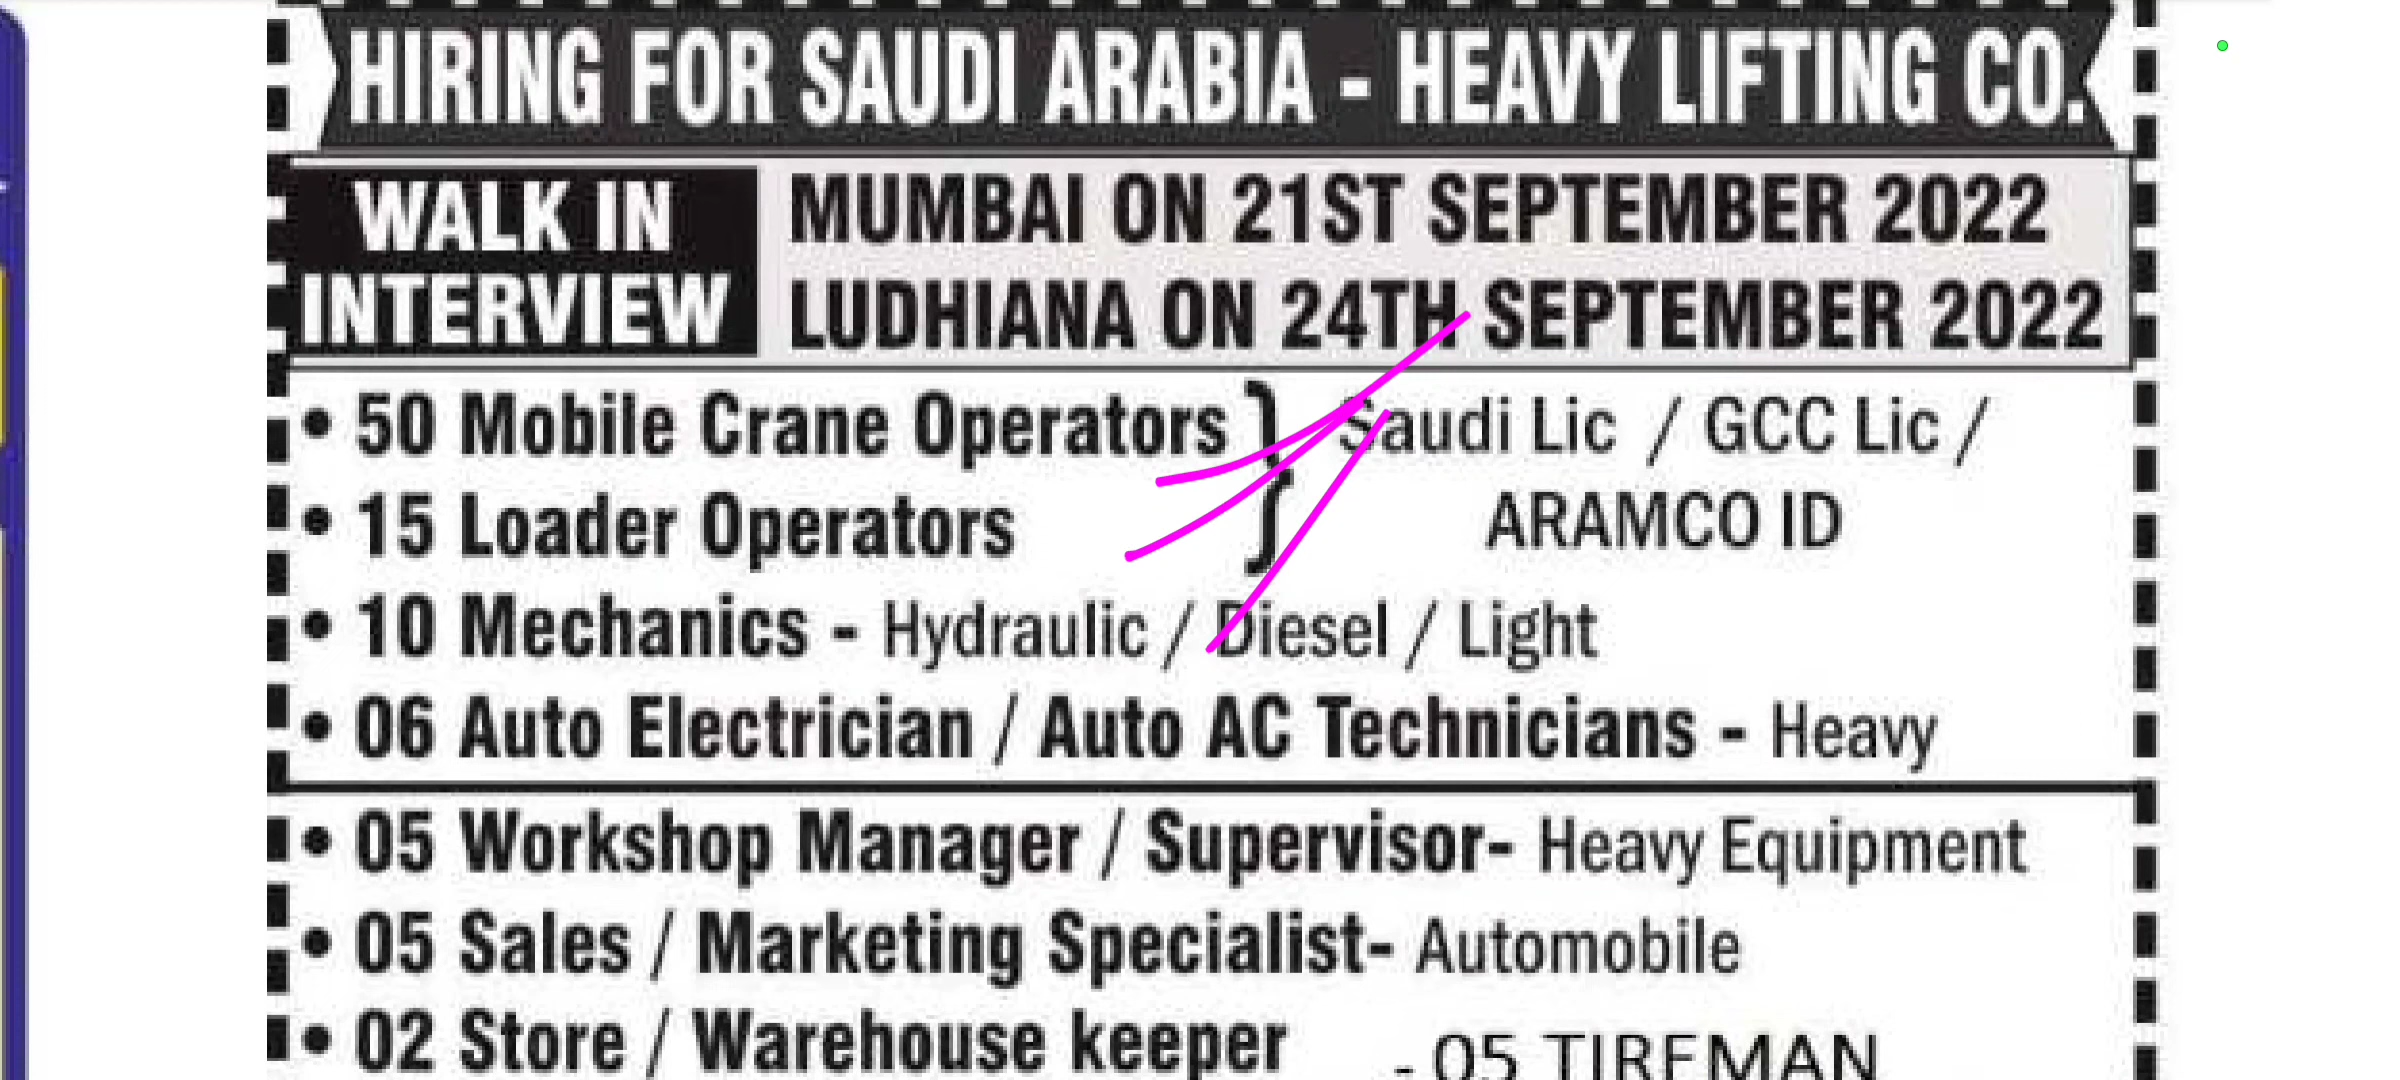 HIRING FOR SAUDI ARABIA - HEAVY LIFTING CO.
WALK IN
INTERVIEW
MUMBAI ON 21ST SEPTEMBER 2022
LUDHIANA ON 24TH SEPTEMBER 2022
• 50 Mobile Crane Operators } Saudi Lic / GCC Lic /
• 15 Loader Operators ARAMCO ID
• 10 Mechanics - Hydraulic / Diesel / Light
• 06 Auto Electrician / Auto AC Technicians - Heavy
• 05 Workshop Manager / Supervisor- Heavy Equipment
• 05 Sales / Marketing Specialist- Automobile
• 02 Store / Warehouse keeper - 05 TIREMAN